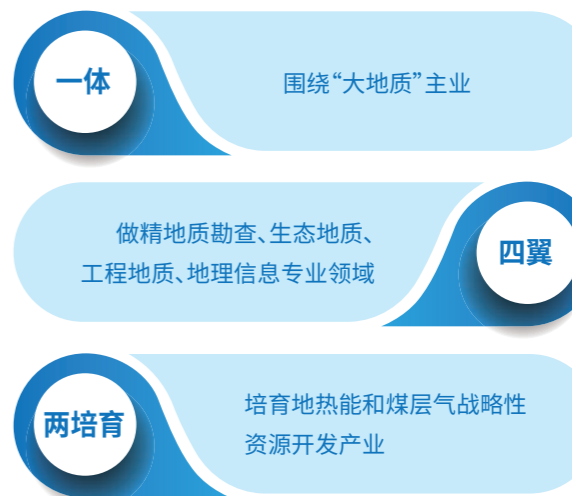 一体
围绕“大地质”主业
做精地质勘查、生态地质、
工程地质、地理信息专业领域
四翼
两培育
培育地热能和煤层气战略性
资源开发产业